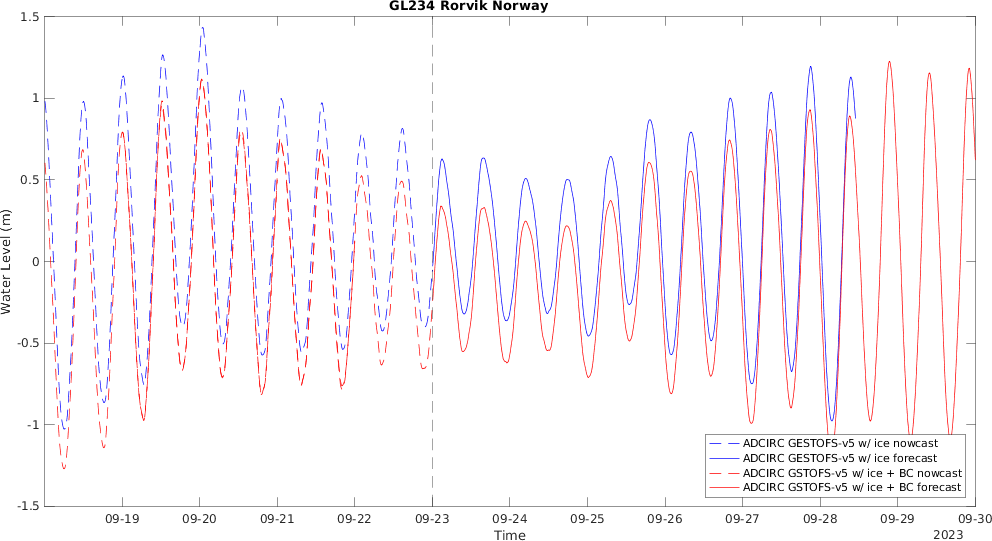 GL234 Rorvik Norway
1.5
1
0.5
0
-0.5
-1
-1.5
Water Level (m)
ADCIRC GESTOFS-v5 w/ ice nowcast
ADCIRC GESTOFS-v5 w/ ice forecast
ADCIRC GSTOFS-v5 w/ ice + BC nowcast
ADCIRC GSTOFS-v5 w/ ice + BC forecast
09-19 09-20 09-21 09-22 09-23 09-24 09-25 09-26 09-27 09-28 09-29 09-30
Time
2023